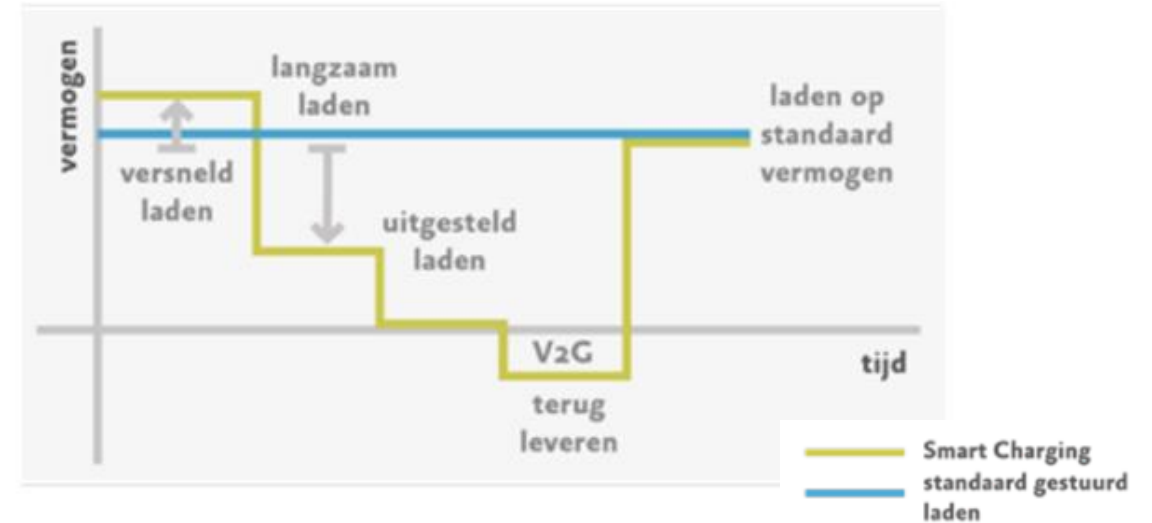 vermogen
langzaam
laden
versneld
laden
uitgesteld
laden
laden op
standaard
vermogen
V2G
terug
leveren
tijd
Smart Charging
standaard gestuurd
laden